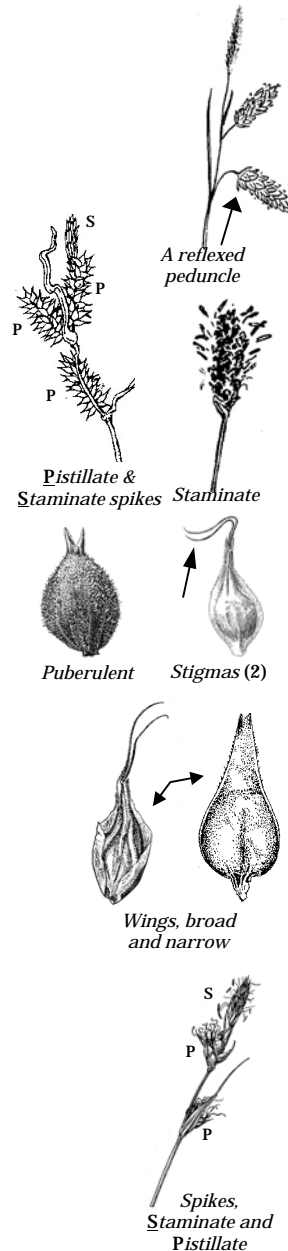 A reflexed
peduncle
S
P
P
P
Pistillate &
Staminate spikes
Staminate
Puberulent
Stigmas (2)
Wings, broad
and narrow
S
P
P
Spikes,
Staminate and
Pistillate